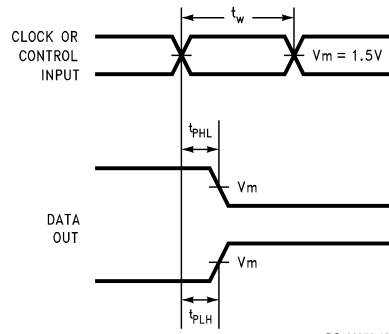 tw
CLOCK OR
CONTROL
INPUT
Vm = 1.5V
tPHL
Vm
DATA
OUT
Vm
tPLH